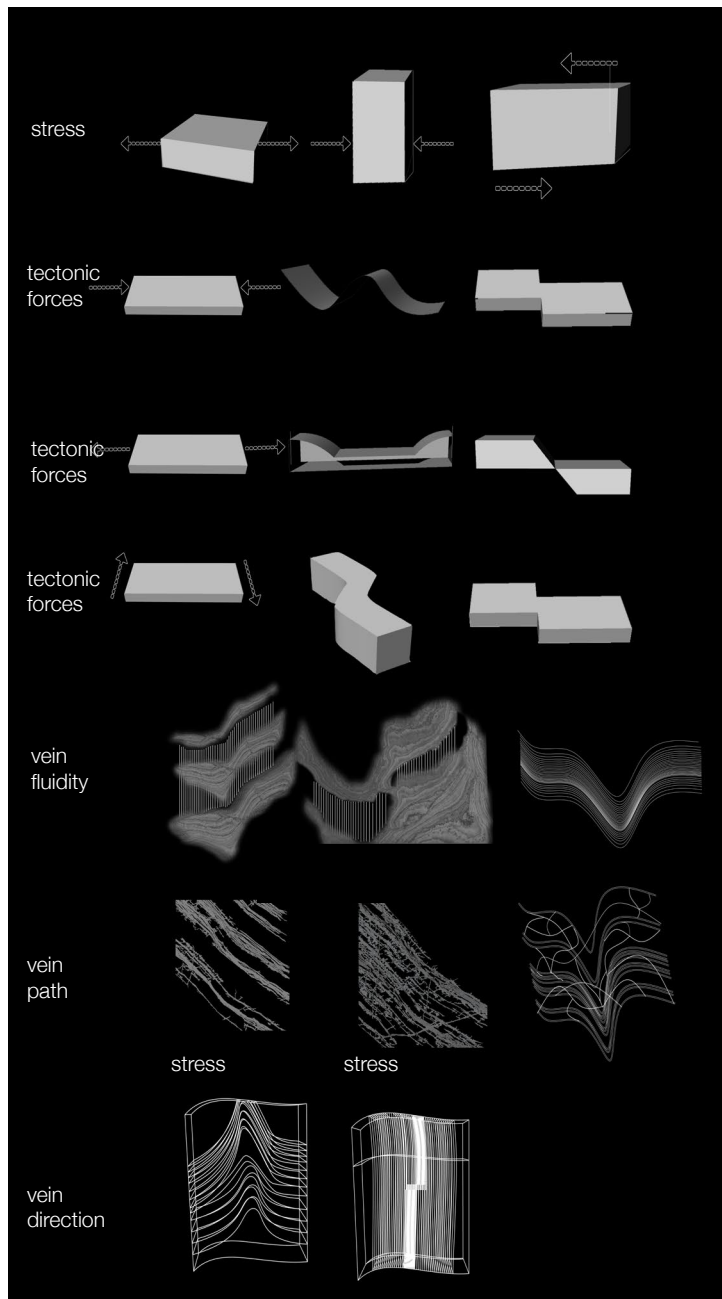 stress
tectonic
forces
tectonic
forces
tectonic
forces
vein
fluidity
vein
path
stress
stress
vein
direction